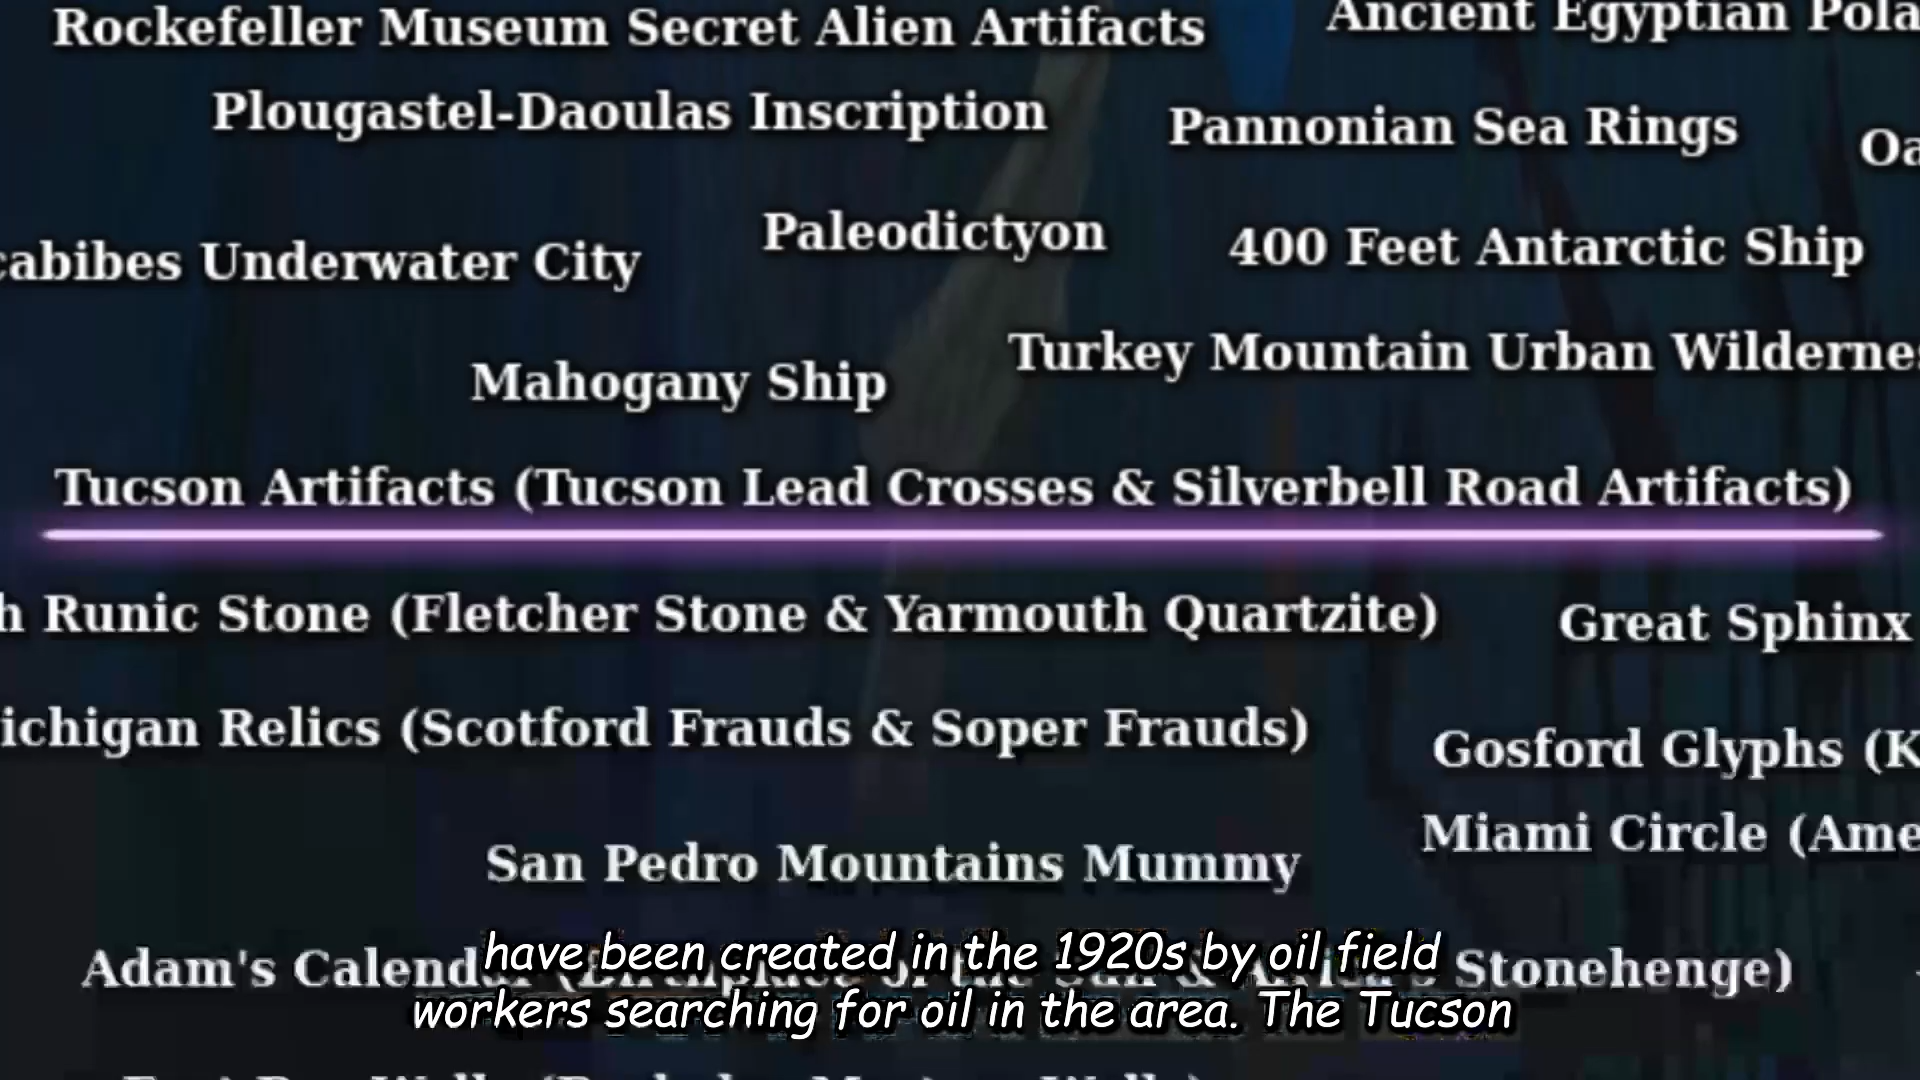 Rockefeller Museum Secret Alien Artifacts
Ancient Egyptian
Plougastel-Daoulas Inscription
Pannonian Sea Rings
Paleodictyon
400 Feet Antarctic Ship
Underwater City
Turkey Mountain Urban
Mahogany Ship
Tucson Artifacts (Tucson Lead Crosses & Silverbell Road Artifacts)
Runic Stone (Fletcher Stone & Yarmouth Quartzite)
Great Sphinx
Relics (Scotford Frauds & Soper Frauds)
Gosford Glyphs
Miami Circle
San Pedro Mountains Mummy
Adam's Stonehenge)
have been created in the 1920s by oil field
workers searching for oil in the area. The Tucson